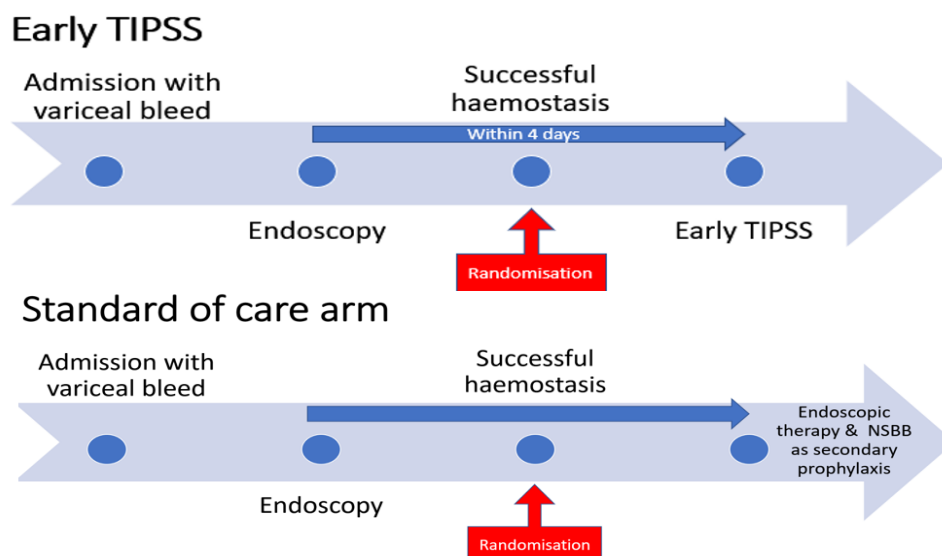 Early TIPSS
Admission with
variceal bleed
Successful
haemostasis
Within 4 days
Endoscopy
Early TIPSS
Randomisation
Standard of care arm
Admission with
variceal bleed
Successful
haemostasis
Endoscopic
therapy & NSBB
as secondary
prophylaxis
Endoscopy
Randomisation